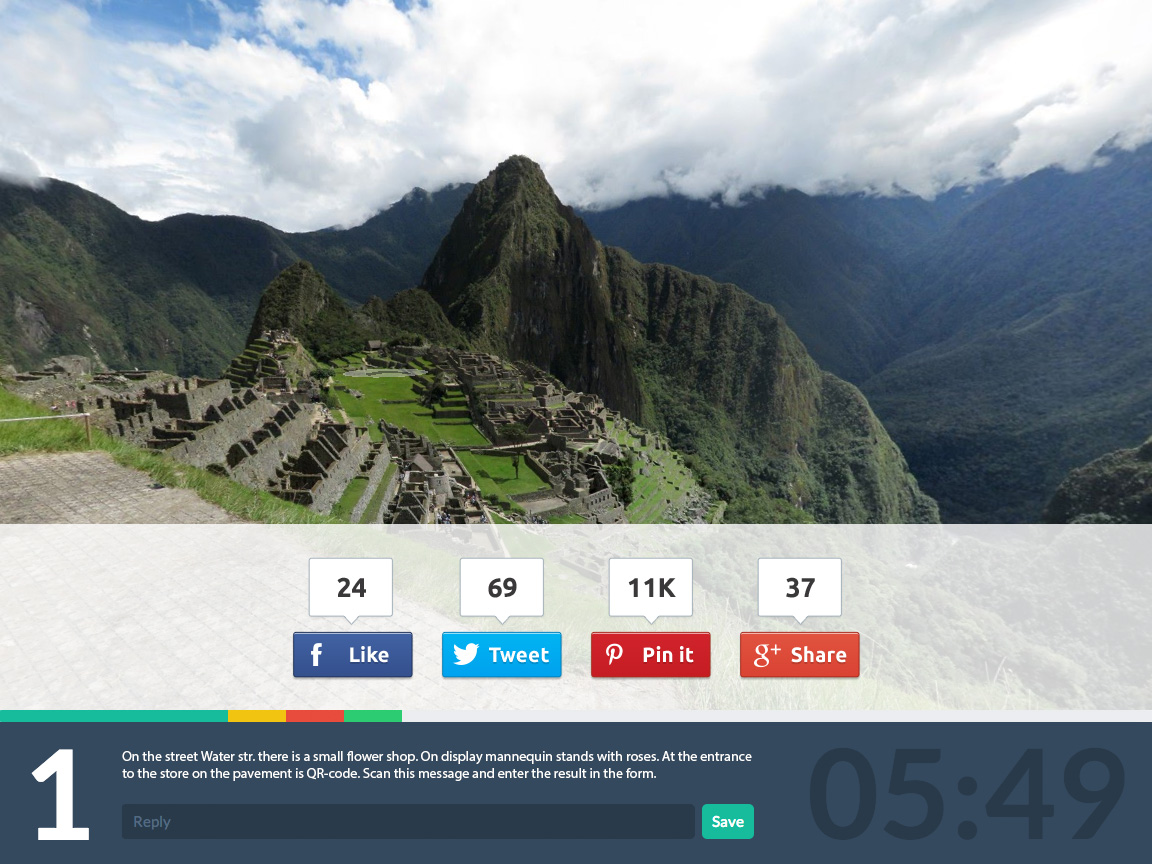 24 69 11K 37
f Like Tweet Pin it g+ Share
1
On the street Water str. there is a small flower shop. On display mannequin stands with roses. At the entrance
to the store on the pavement is QR-code. Scan this message and enter the result in the form.
05:49
Reply Save